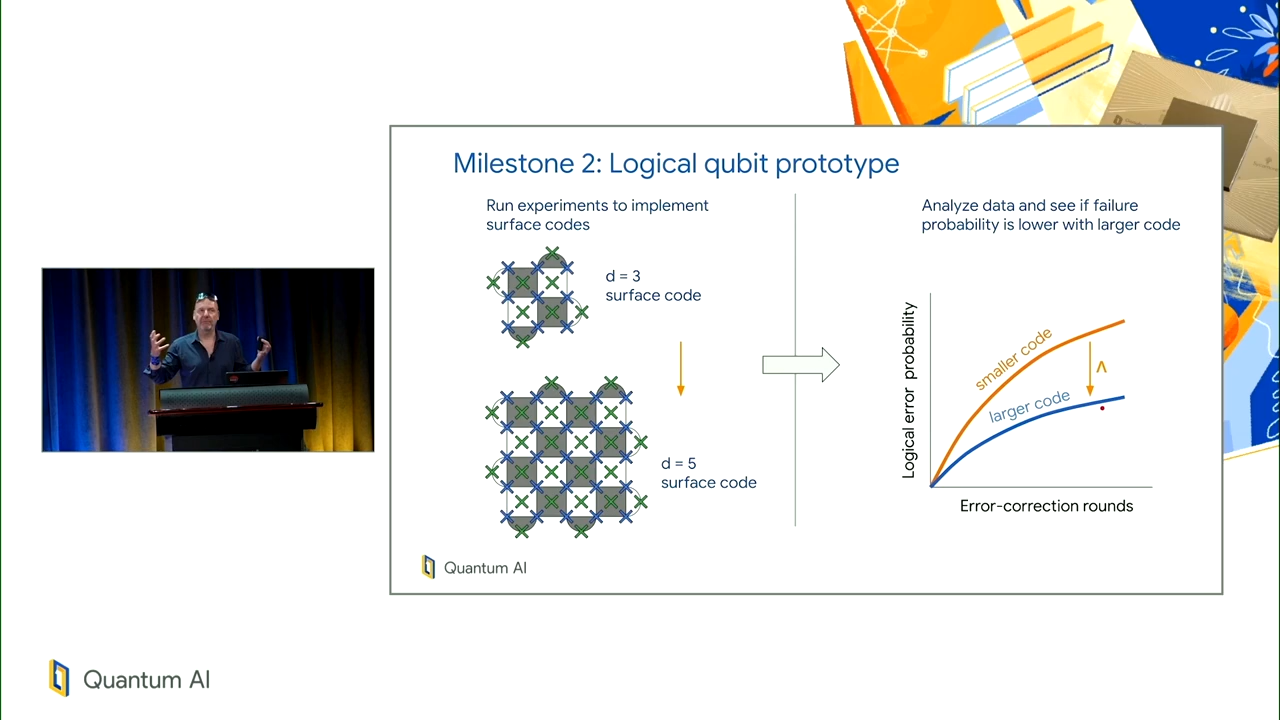 Milestone 2: Logical qubit prototype
Run experiments to implement
surface codes
d = 3
surface code
d = 5
surface code
Analyze data and see if failure
probability is lower with larger code
Logical error probability
smaller code
Λ
larger code
Error-correction rounds
Quantum AI
Quantum AI